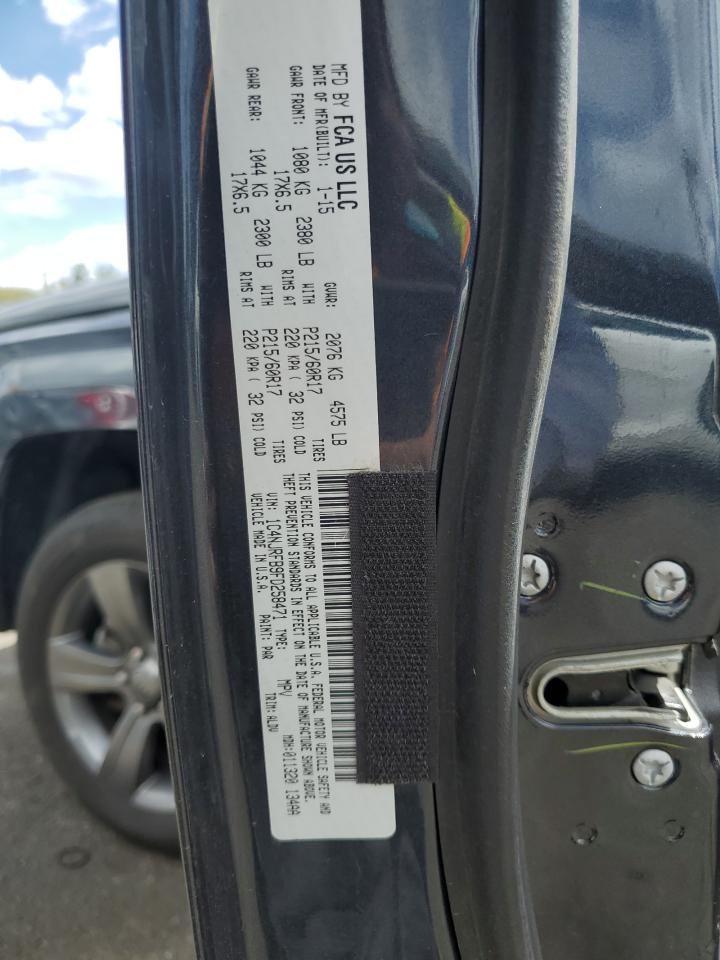 MFD BY FCA US LLC
DATE OF MFR(BUILT): 1-15 GVWR: 2076 KG 4575 LB
GAWR FRONT: 1080 KG 2380 LB WITH P215/60R17 TIRES
17X6.5 RIMS AT 220 KPA ( 32 PSI) COLD
GAWR REAR: 1044 KG 2300 LB WITH P215/60R17 TIRES
17X6.5 RIMS AT 220 KPA ( 32 PSI) COLD
THIS VEHICLE CONFORMS TO ALL APPLICABLE U.S.A. FEDERAL MOTOR VEHICLE SAFETY AND
THEFT PREVENTION STANDARDS IN EFFECT ON THE DATE OF MANUFACTURE SHOWN ABOVE.
VIN: 1C4NJRFB9FD258471 TYPE: MPV MDH:011320 134AA
VEHICLE MADE IN U.S.A. PAINT: PAR TRIM:ALDV